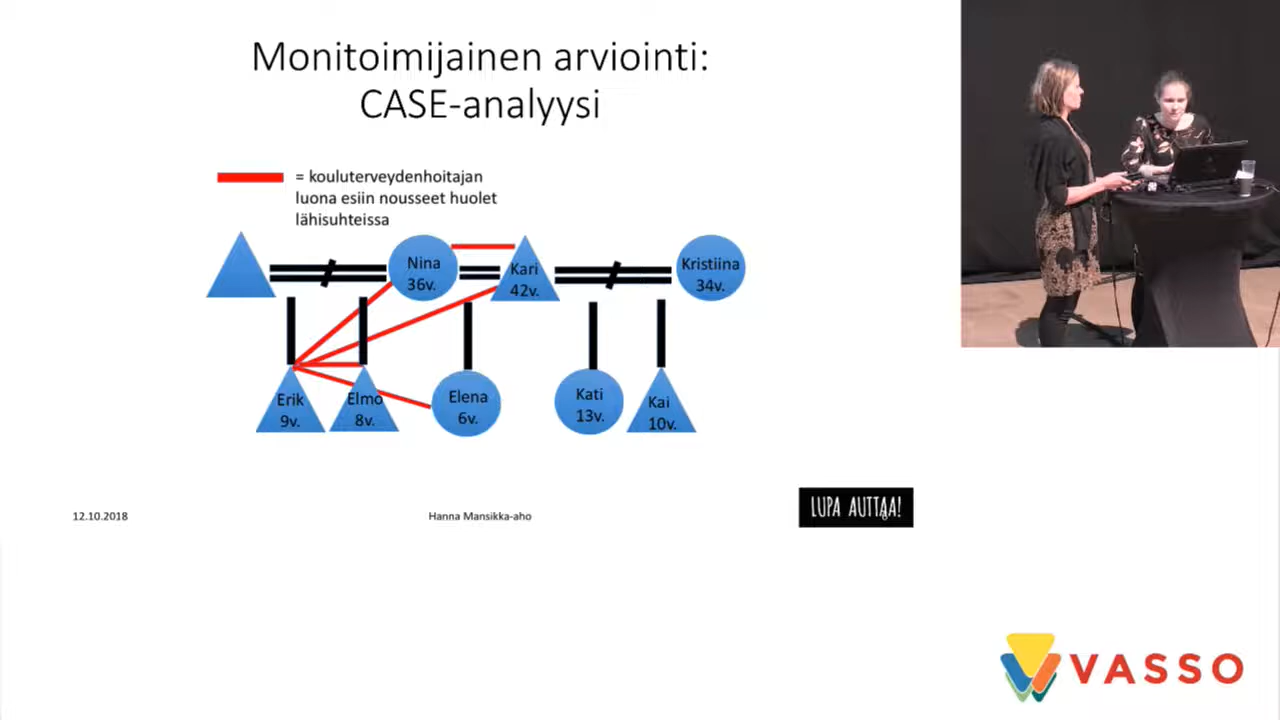 Monitoimijainen arviointi:
CASE-analyysi
= kouluterveydenhoitajan
luona esiin nousseet huolet
lähisuhteissa
Nina
36v.
Kari
42v.
Kristiina
34v.
Erik
9v.
Elmo
8v.
Elena
6v.
Kati
13v.
Kai
10v.
12.10.2018
Hanna Mansikka-aho
LUPA AUTTAA!
VASSO